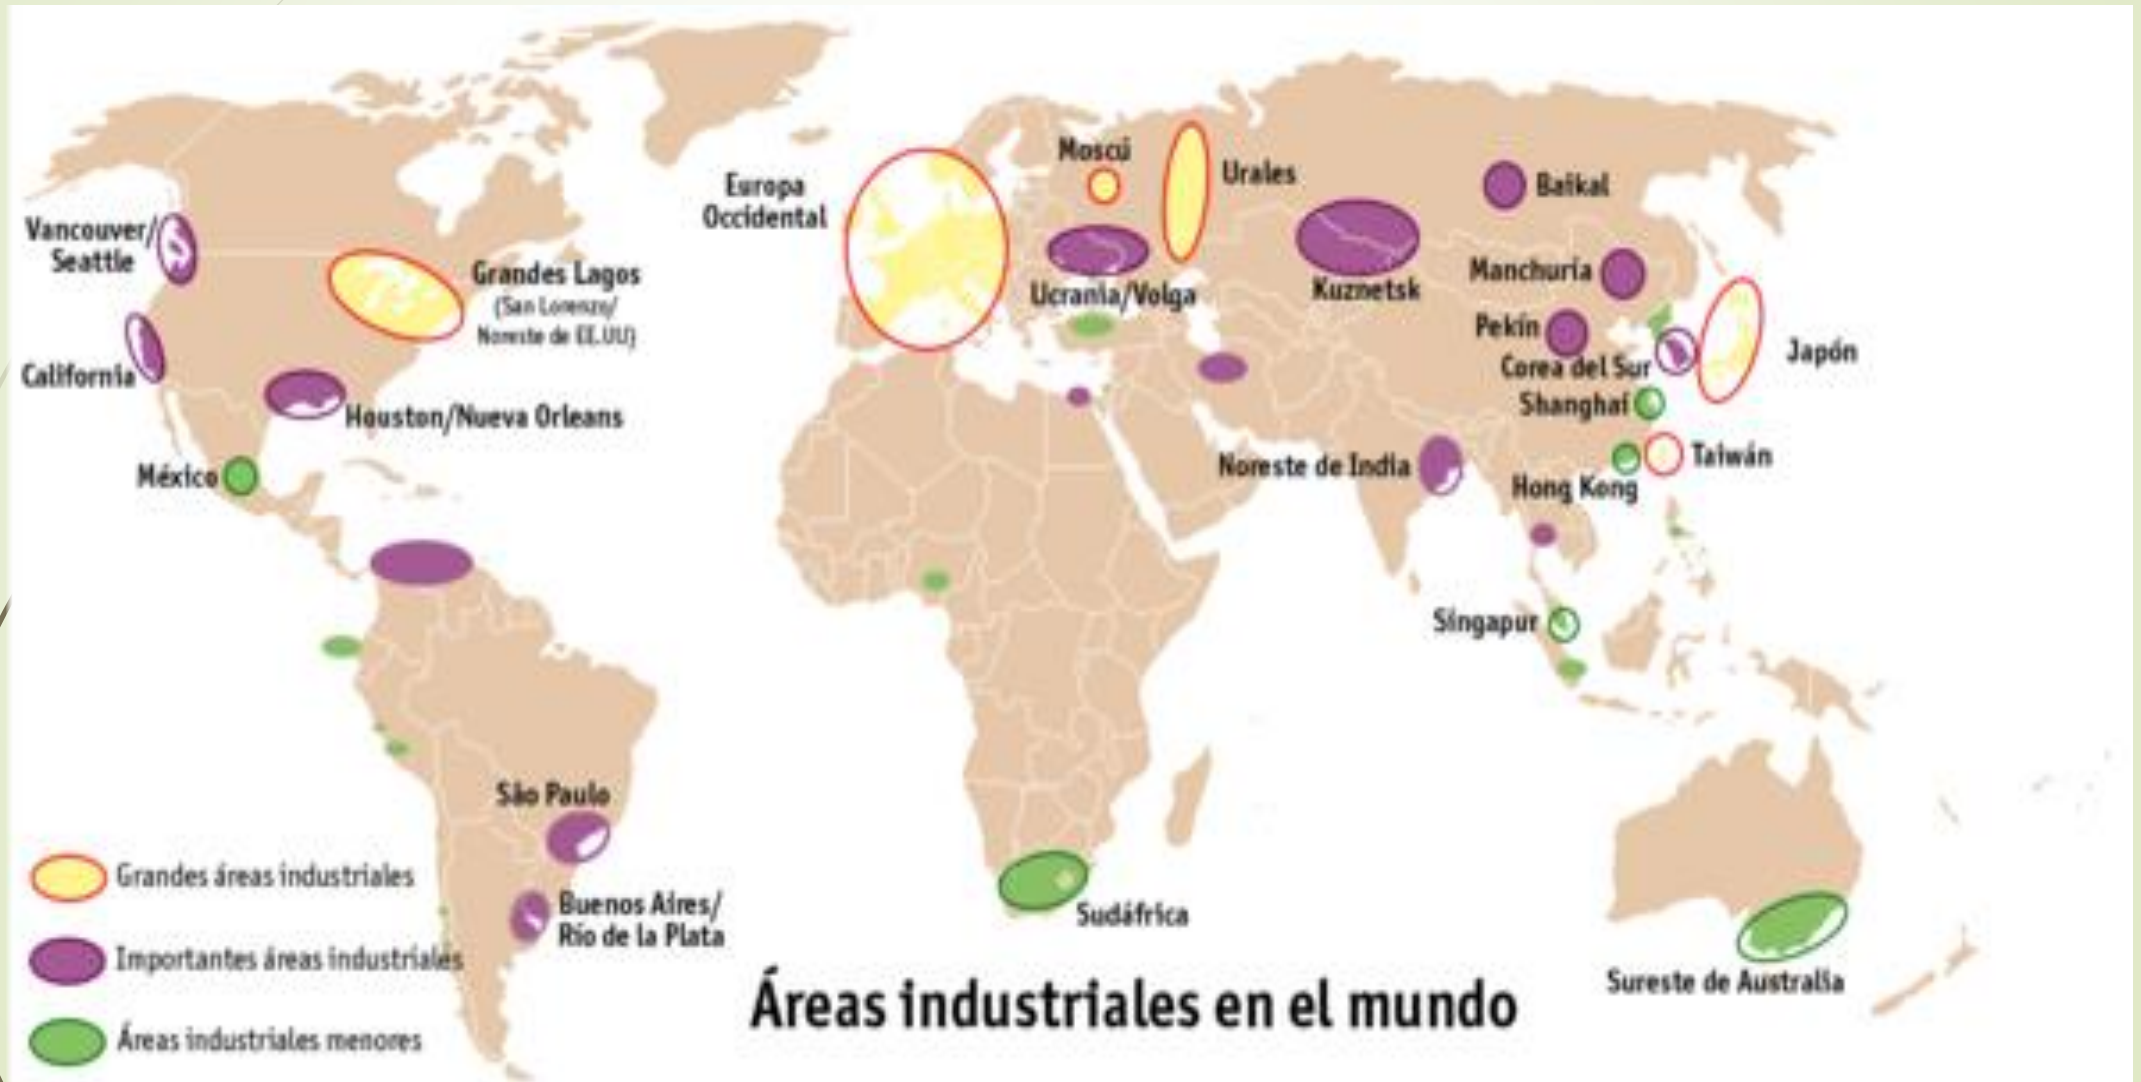 Moscú
Urales
Europa
Occidental
Baikal
Vancouver/
Seattle
Grandes Lagos
(San Lorenzo/
Noreste de EE.UU)
Ucrania/Volga
Kuznetsk
Manchuría
Pekín
Corea del Sur
Japón
California
Houston/Nueva Orleans
Shanghai
México
Noreste de India
Taiwán
Hong Kong
Singapur
São Paulo
Grandes áreas industriales
Buenos Aires/
Río de la Plata
Sudáfrica
Importantes áreas industriales
Sureste de Australia
Áreas industriales en el mundo
Áreas industriales menores